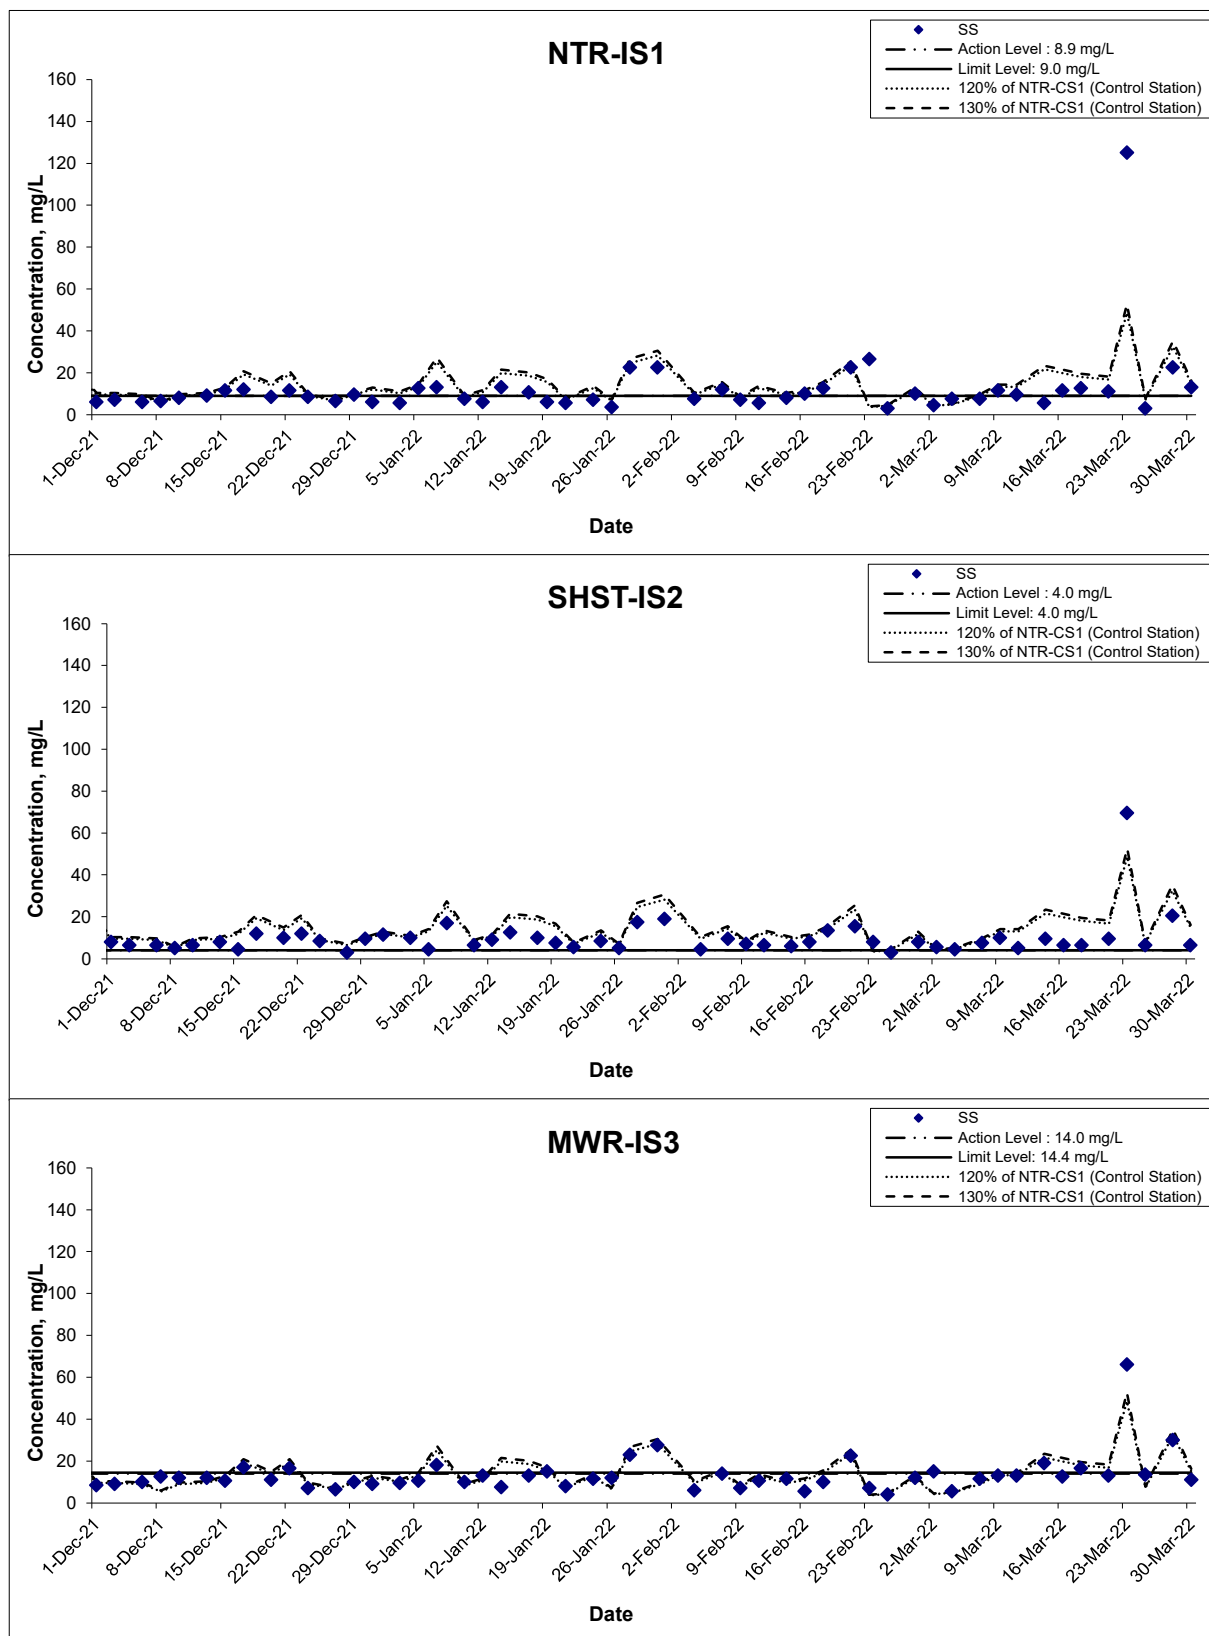 NTR-IS1
SS
Action Level : 8.9 mg/L
Limit Level: 9.0 mg/L
120% of NTR-CS1 (Control Station)
130% of NTR-CS1 (Control Station)
Concentration, mg/L
160
140
120
100
80
60
40
20
0
1-Dec-21
8-Dec-21
15-Dec-21
22-Dec-21
29-Dec-21
5-Jan-22
12-Jan-22
19-Jan-22
26-Jan-22
2-Feb-22
9-Feb-22
16-Feb-22
23-Feb-22
2-Mar-22
9-Mar-22
16-Mar-22
23-Mar-22
30-Mar-22
Date
SHST-IS2
SS
Action Level : 4.0 mg/L
Limit Level: 4.0 mg/L
120% of NTR-CS1 (Control Station)
130% of NTR-CS1 (Control Station)
Concentration, mg/L
160
140
120
100
80
60
40
20
0
1-Dec-21
8-Dec-21
15-Dec-21
22-Dec-21
29-Dec-21
5-Jan-22
12-Jan-22
19-Jan-22
26-Jan-22
2-Feb-22
9-Feb-22
16-Feb-22
23-Feb-22
2-Mar-22
9-Mar-22
16-Mar-22
23-Mar-22
30-Mar-22
Date
MWR-IS3
SS
Action Level : 14.0 mg/L
Limit Level: 14.4 mg/L
120% of NTR-CS1 (Control Station)
130% of NTR-CS1 (Control Station)
Concentration, mg/L
160
140
120
100
80
60
40
20
0
1-Dec-21
8-Dec-21
15-Dec-21
22-Dec-21
29-Dec-21
5-Jan-22
12-Jan-22
19-Jan-22
26-Jan-22
2-Feb-22
9-Feb-22
16-Feb-22
23-Feb-22
2-Mar-22
9-Mar-22
16-Mar-22
23-Mar-22
30-Mar-22
Date